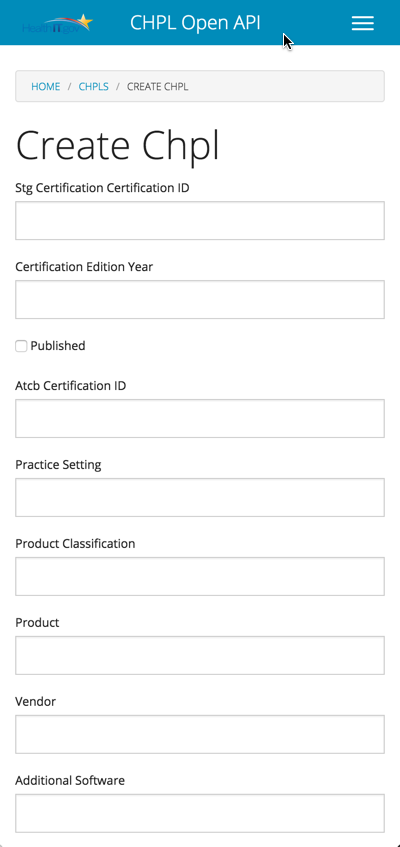 HealthIT.gov
CHPL Open API
HOME / CHPLS / CREATE CHPL
Create Chpl
Stg Certification Certification ID
Certification Edition Year
Published
Atcb Certification ID
Practice Setting
Product Classification
Product
Vendor
Additional Software